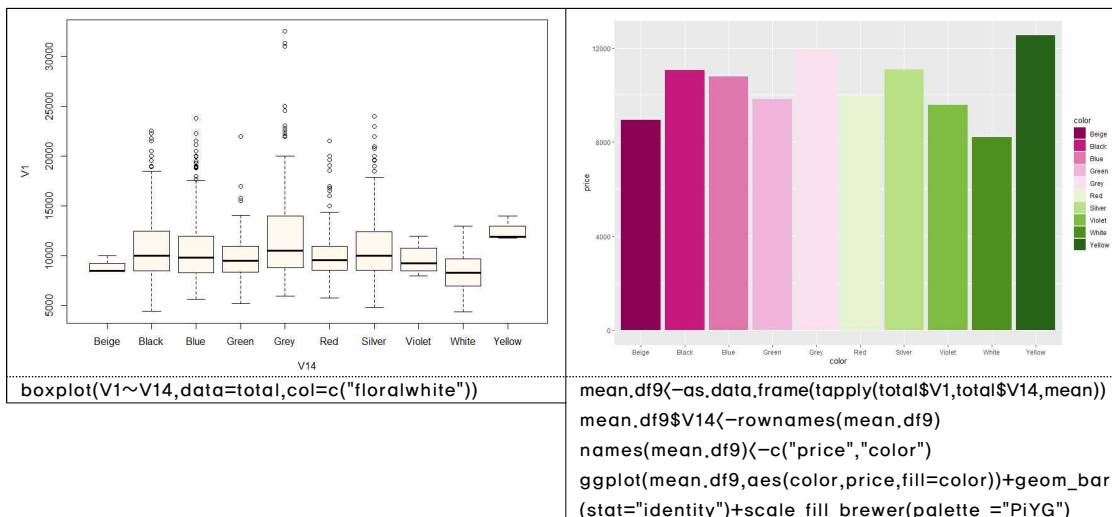 V1
30000
25000
20000
15000
10000
5000
Beige Black Blue Green Grey Red Silver Violet White Yellow
V14
boxplot(V1~V14,data=total,col=c("floralwhite"))
price
12000
8000
4000
0
Beige Black Blue Green Grey Red Silver Violet White Yellow
color
color
Beige
Black
Blue
Green
Grey
Red
Silver
Violet
White
Yellow
mean.df9<-as.data.frame(tapply(total$V1,total$V14,mean))
mean.df9$V14<-rownames(mean.df9)
names(mean.df9)<-c("price","color")
ggplot(mean.df9,aes(color,price,fill=color))+geom_bar
(stat="identity")+scale_fill_brewer(palette ="PiYG")